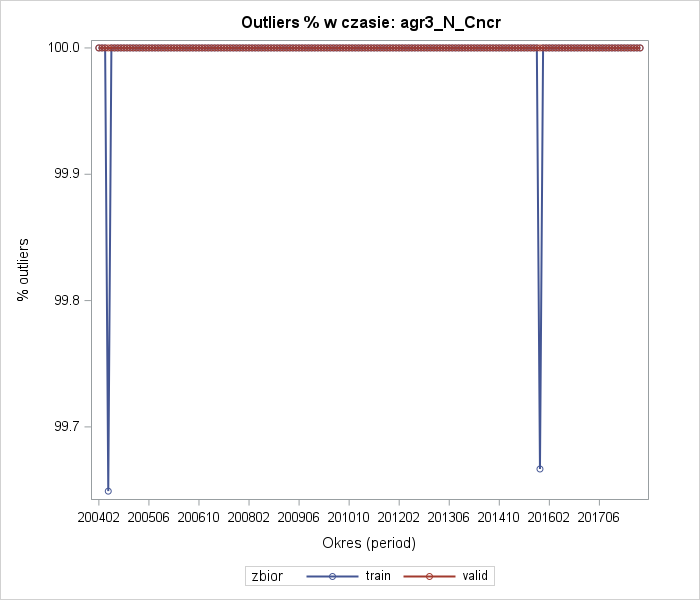 Outliers % w czasie: agr3_N_Cncr
100.0
99.9
99.8
99.7
% outliers
200402 200506 200610 200802 200906 201010 201202 201306 201410 201602 201706
Okres (period)
zbior train valid